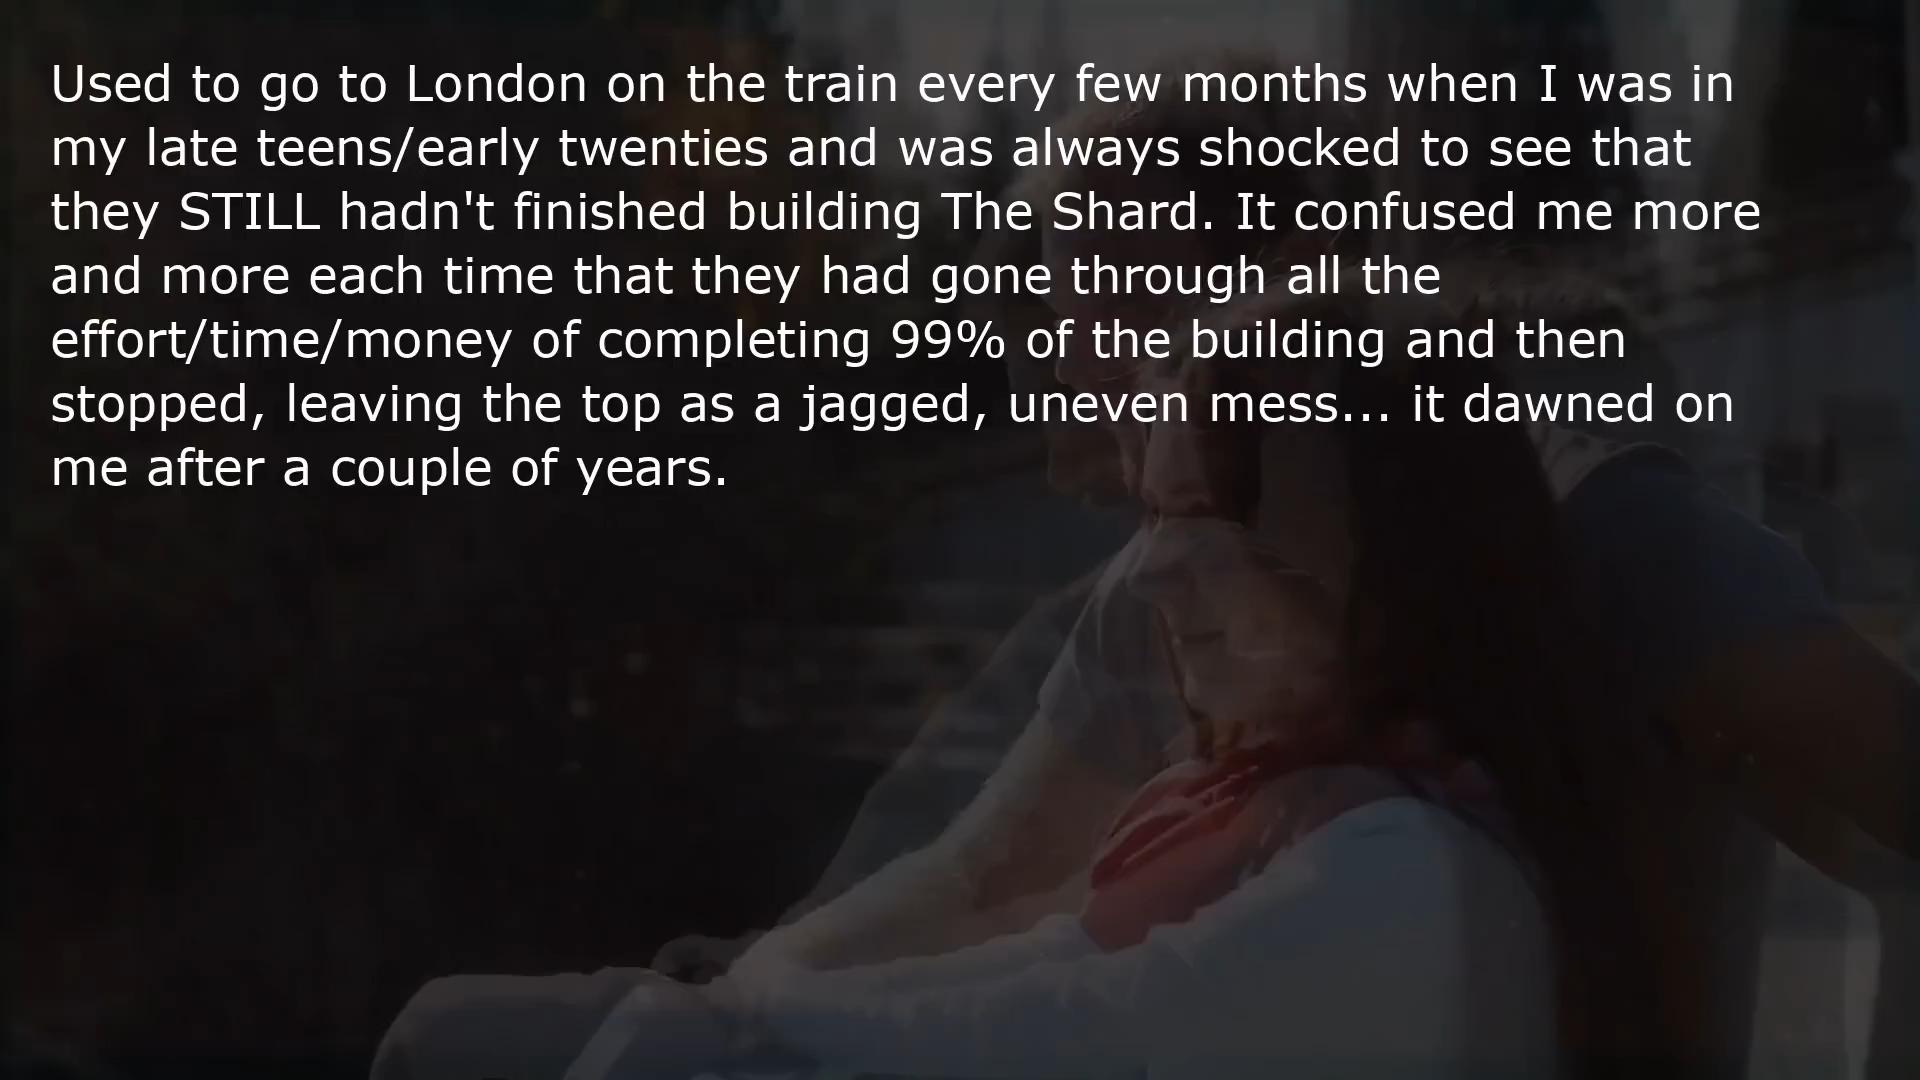 Used to go to London on the train every few months when I was in
my late teens/early twenties and was always shocked to see that
they STILL hadn't finished building The Shard. It confused me more
and more each time that they had gone through all the
effort/time/money of completing 99% of the building and then
stopped, leaving the top as a jagged, uneven mess... it dawned on
me after a couple of years.